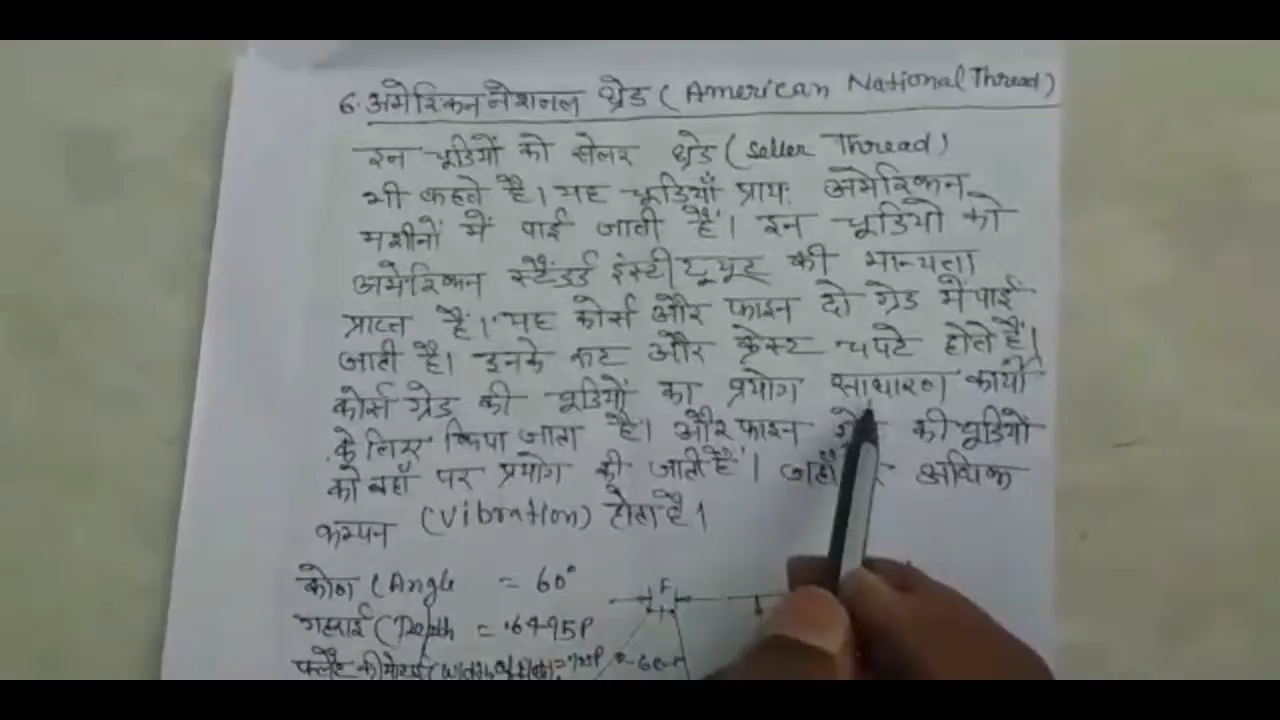 6. अमेरिकन नेशनल थ्रेड (American National Thread)
इन चूडियों को सेलर थ्रेड (Seller Thread)
भी कहते है। यह चूडियाँ प्रायः अमेरिकन
मशीनों में पाई जाती हैं। इन चूडियो को
अमेरिकन स्टैंडर्ड इंस्टीट्यूट की मान्यता
प्राप्त हैं। यह कोर्स और फाइन दो ग्रेड में पाई
जाती है। इनके रूट और क्रेस्ट चपटे होते हैं।
कोर्स ग्रेड की चूडियों का प्रयोग साधारण कार्यों
के लिए किया जाता है। और फाइन की चूडियों
को वहाँ पर प्रयोग की जाती हैं। जहाँ अधिक
कम्पन (Vibration) होता है।
कोण (Angle = 60°
गहराई (Depth = .6495P
फ्लैट की
F